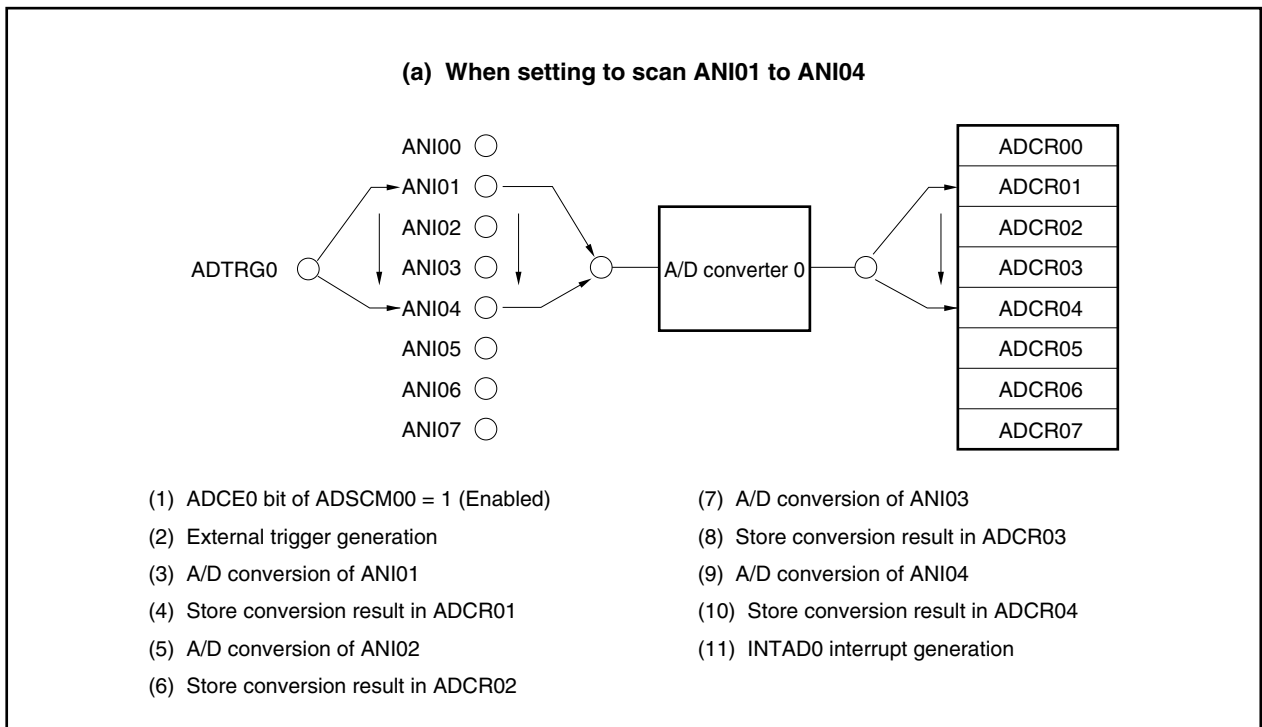 (a) When setting to scan ANI01 to ANI04
ADTRG0
ANI00
ANI01
ANI02
ANI03
ANI04
ANI05
ANI06
ANI07
A/D converter 0
ADCR00
ADCR01
ADCR02
ADCR03
ADCR04
ADCR05
ADCR06
ADCR07
(1) ADCE0 bit of ADSCM00 = 1 (Enabled)
(2) External trigger generation
(3) A/D conversion of ANI01
(4) Store conversion result in ADCR01
(5) A/D conversion of ANI02
(6) Store conversion result in ADCR02
(7) A/D conversion of ANI03
(8) Store conversion result in ADCR03
(9) A/D conversion of ANI04
(10) Store conversion result in ADCR04
(11) INTAD0 interrupt generation